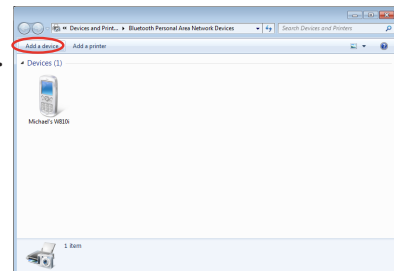 « Devices and Print... ▸ Bluetooth Personal Area Network Devices
Search Devices and Printers
Add a device Add a printer
Devices (1)
Michael's W810i
1 item